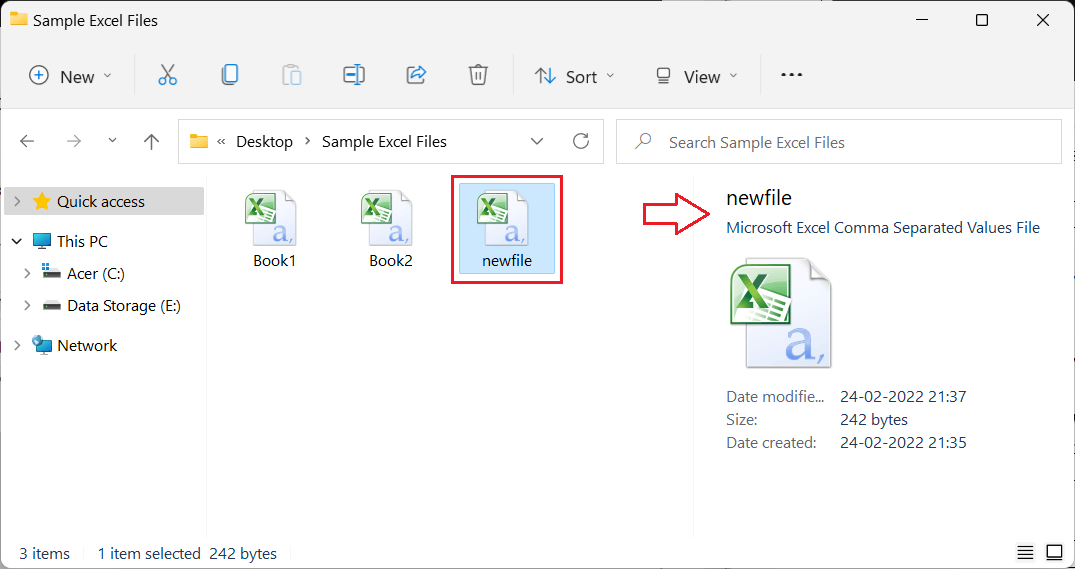 Sample Excel Files
New
Sort
View
« Desktop > Sample Excel Files
Search Sample Excel Files
Quick access
This PC
Acer (C:)
Data Storage (E:)
Network
a,
Book1
a,
Book2
a,
newfile
newfile
Microsoft Excel Comma Separated Values File
a,
Date modifie... 24-02-2022 21:37
Size: 242 bytes
Date created: 24-02-2022 21:35
3 items 1 item selected 242 bytes